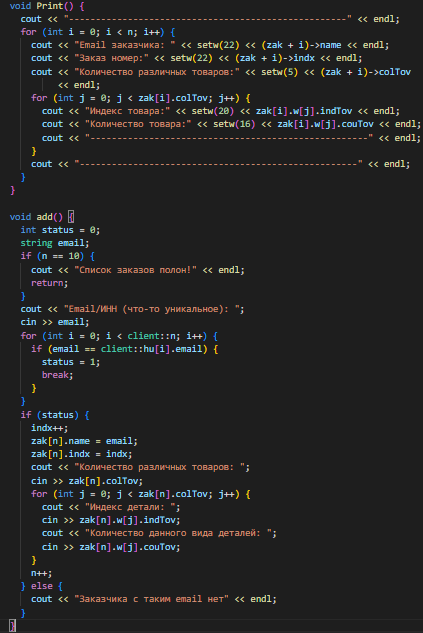 void Print() {
cout << "----------------------------------------------------" << endl;
for (int i = 0; i < n; i++) {
cout << "Email заказчика: " << setw(22) << (zak + i)->name << endl;
cout << "Заказ номер:" << setw(22) << (zak + i)->indx << endl;
cout << "Количество различных товаров:" << setw(5) << (zak + i)->colTov
<< endl;
for (int j = 0; j < zak[i].colTov; j++) {
cout << "Индекс товара:" << setw(20) << zak[i].w[j].indTov << endl;
cout << "Количество товара:" << setw(16) << zak[i].w[j].couTov << endl;
cout << "----------------------------------------------------" << endl;
}
cout << "----------------------------------------------------" << endl;
}
}
void add() {
int status = 0;
string email;
if (n == 10) {
cout << "Список заказов полон!" << endl;
return;
}
cout << "Email/ИНН (что-то уникальное): ";
cin >> email;
for (int i = 0; i < client::n; i++) {
if (email == client::hu[i].email) {
status = 1;
break;
}
}
if (status) {
indx++;
zak[n].name = email;
zak[n].indx = indx;
cout << "Количество различных товаров: ";
cin >> zak[n].colTov;
for (int j = 0; j < zak[n].colTov; j++) {
cout << "Индекс детали: ";
cin >> zak[n].w[j].indTov;
cout << "Количество данного вида деталей: ";
cin >> zak[n].w[j].couTov;
}
n++;
} else {
cout << "Заказчика с таким email нет" << endl;
}
}